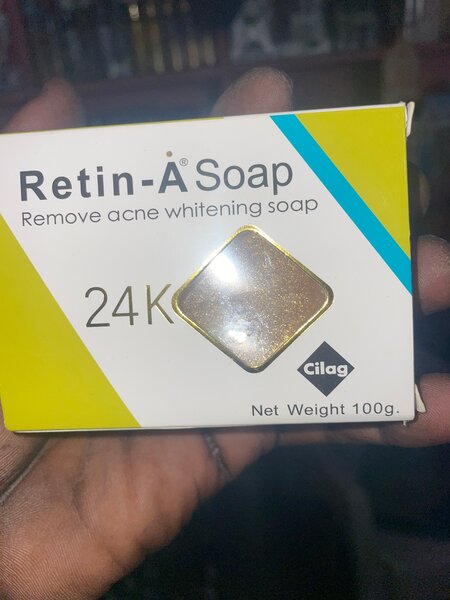 Retin-A® Soap
Remove acne whitening soap
24K
Cilag
Net Weight 100g.